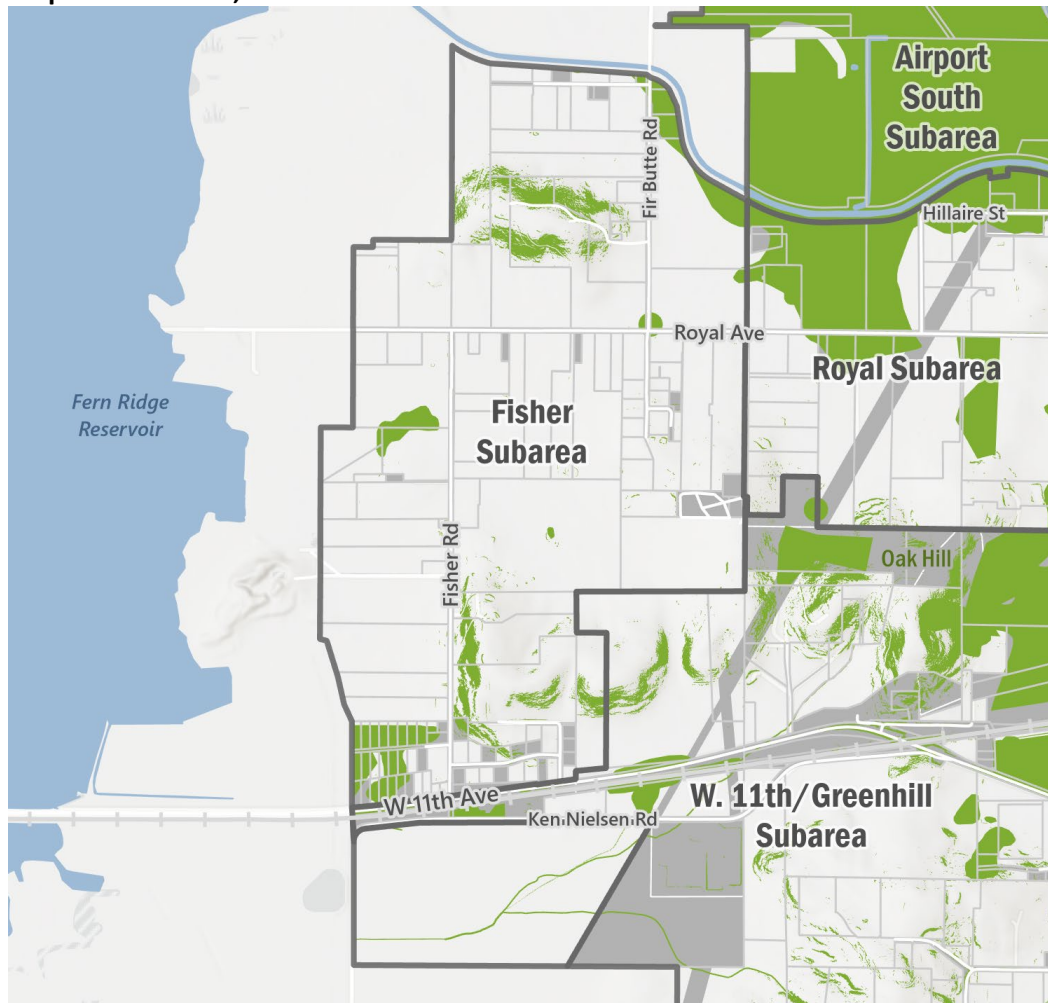 Airport
South
Subarea
Fir Butte Rd
Hillaire St
Royal Ave
Royal Subarea
Fern Ridge
Reservoir
Fisher
Subarea
Fisher Rd
Oak Hill
W 11th Ave
Ken Nielsen Rd
W. 11th/Greenhill
Subarea